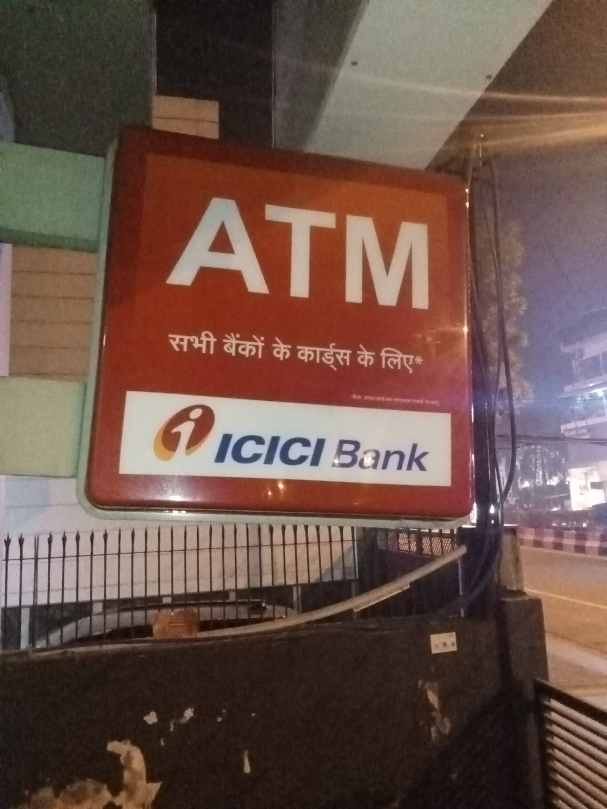 ATM
सभी बैंकों के कार्ड्स के लिए*
ICICI Bank